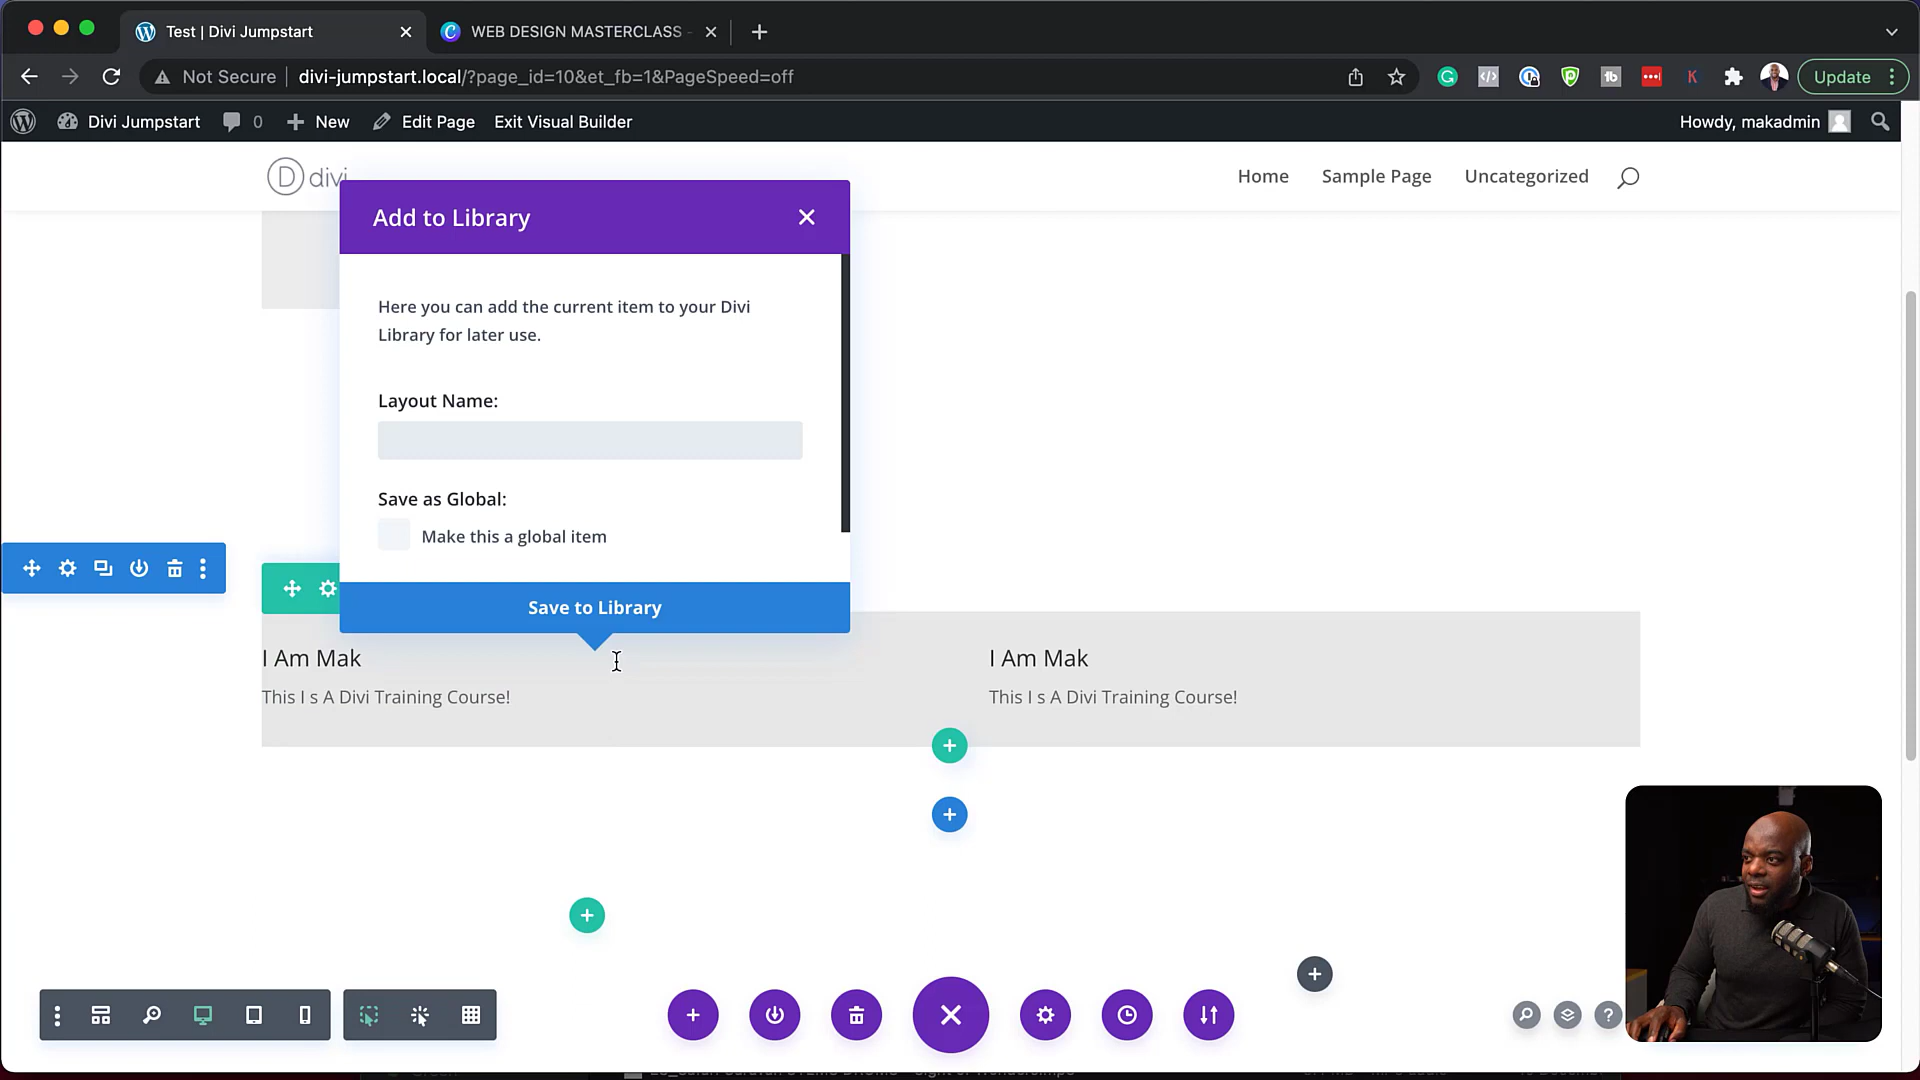 Test | Divi Jumpstart
WEB DESIGN MASTERCLASS -
Not Secure
divi-jumpstart.local/?page_id=10&et_fb=1&PageSpeed=off
Update
Divi Jumpstart
0
New
Edit Page
Exit Visual Builder
Howdy, makadmin
D divi
Home
Sample Page
Uncategorized
Add to Library
Here you can add the current item to your Divi
Library for later use.
Layout Name:
Save as Global:
Make this a global item
Save to Library
I Am Mak
This I s A Divi Training Course!
I Am Mak
This I s A Divi Training Course!